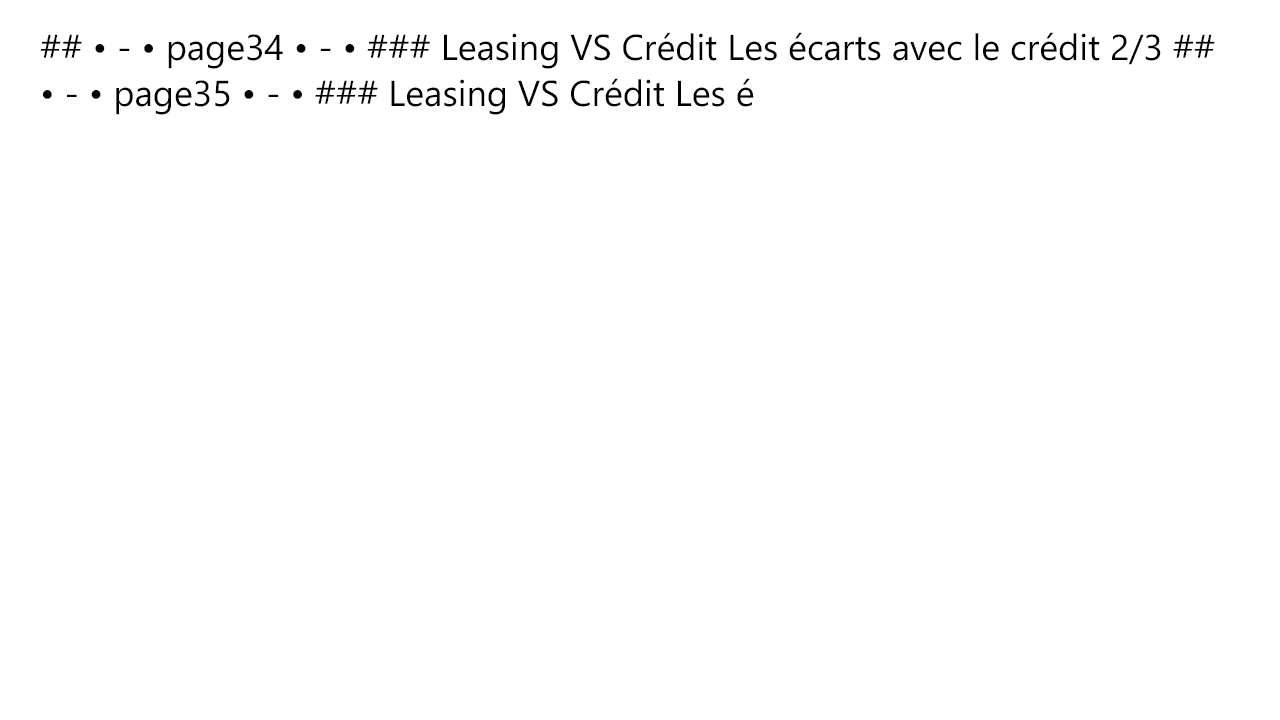 ## • - • page34 • - • ### Leasing VS Crédit Les écarts avec le crédit 2/3 ##
• - • page35 • - • ### Leasing VS Crédit Les é